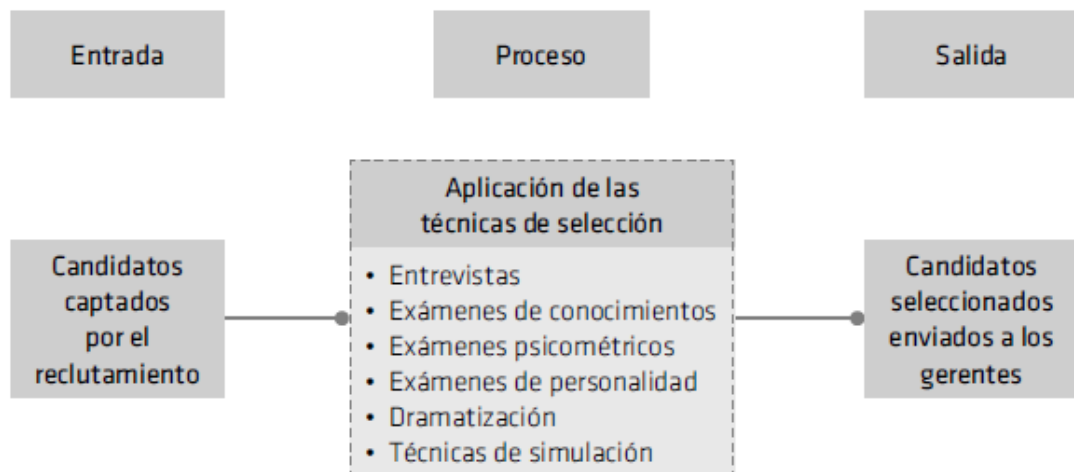 Entrada
Proceso
Salida
Candidatos
captados
por el
reclutamiento
Aplicación de las
técnicas de selección
• Entrevistas
• Exámenes de conocimientos
• Exámenes psicométricos
• Exámenes de personalidad
• Dramatización
• Técnicas de simulación
Candidatos
seleccionados
enviados a los
gerentes